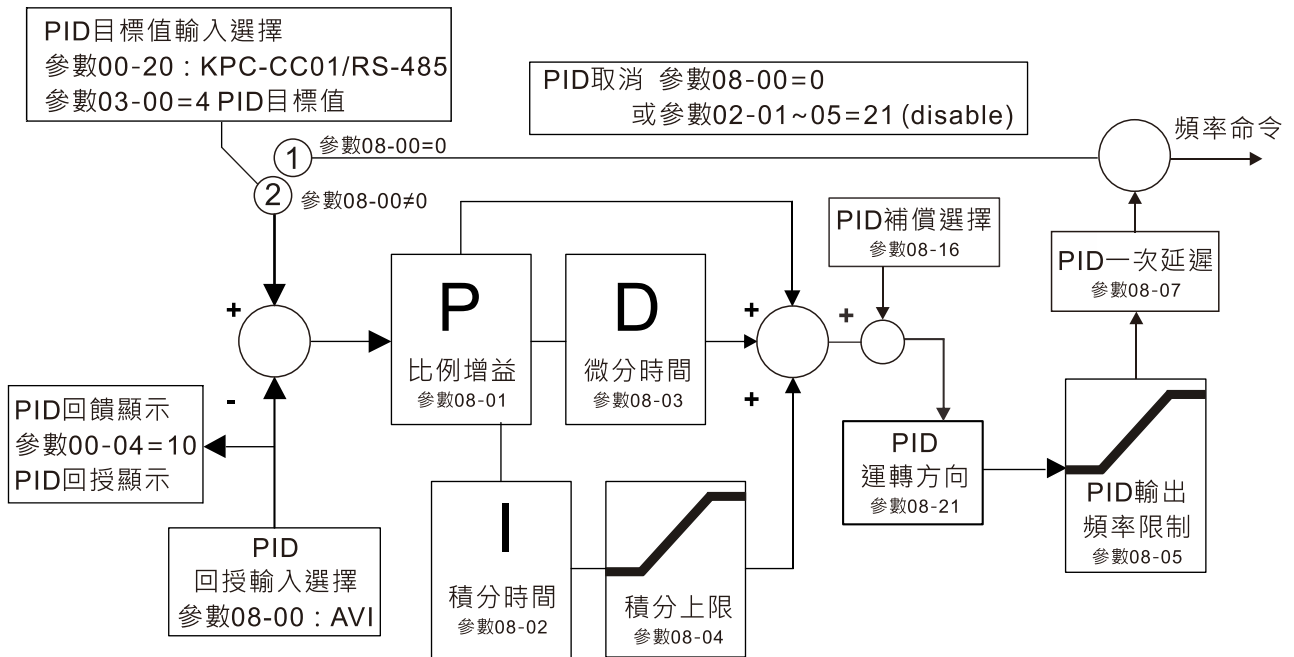 PID目標值輸入選擇
參數00-20：KPC-CC01/RS-485
參數03-00=4 PID目標值
PID取消 參數08-00=0
或參數02-01~05=21 (disable)
1
參數08-00=0
頻率命令
2
參數08-00≠0
PID補償選擇
參數08-16
PID一次延遲
參數08-07
+
P
比例增益
參數08-01
D
微分時間
參數08-03
+
+
+
-
PID回饋顯示
參數00-04=10
PID回授顯示
PID
運轉方向
參數08-21
PID輸出
頻率限制
參數08-05
I
積分時間
參數08-02
積分上限
參數08-04
PID
回授輸入選擇
參數08-00：AVI